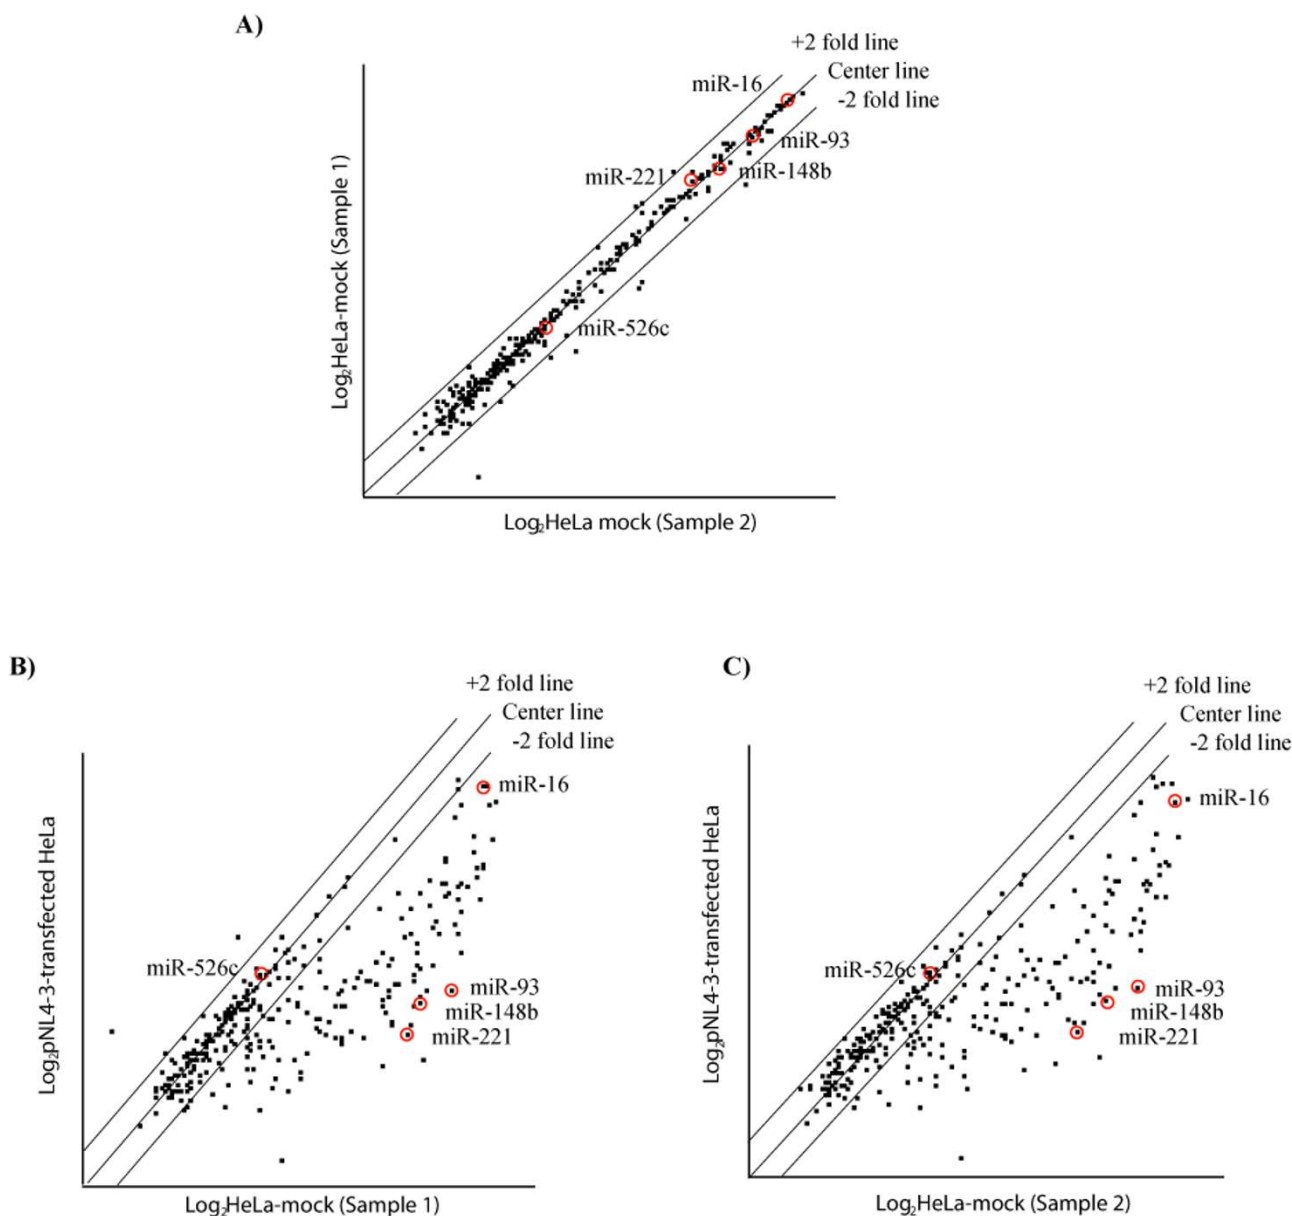 A)
+2 fold line
Center line
-2 fold line
miR-16
miR-93
miR-148b
miR-221
miR-526c
Log2HeLa-mock (Sample 1)
Log2HeLa mock (Sample 2)
B)
+2 fold line
Center line
-2 fold line
miR-16
miR-526c
miR-93
miR-148b
miR-221
Log2pNL4-3-transfected HeLa
Log2HeLa-mock (Sample 1)
C)
+2 fold line
Center line
-2 fold line
miR-16
miR-526c
miR-93
miR-148b
miR-221
Log2pNL4-3-transfected HeLa
Log2HeLa-mock (Sample 2)